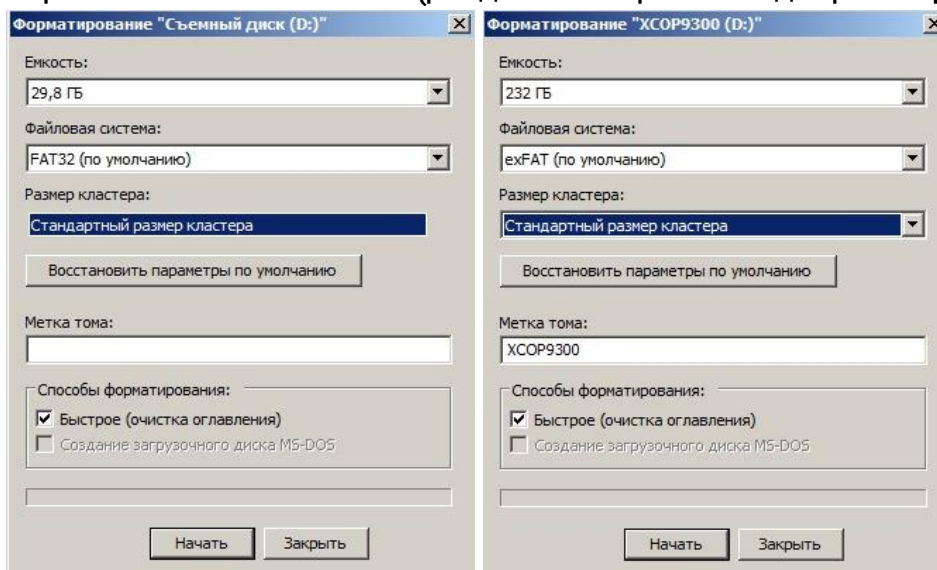 Форматирование "Съемный диск (D:)"
Емкость:
29,8 ГБ
Файловая система:
FAT32 (по умолчанию)
Размер кластера:
Стандартный размер кластера
Восстановить параметры по умолчанию
Метка тома:
Способы форматирования:
Быстрое (очистка оглавления)
Создание загрузочного диска MS-DOS
Начать
Закрыть
Форматирование "XCOP9300 (D:)"
Емкость:
232 ГБ
Файловая система:
exFAT (по умолчанию)
Размер кластера:
Стандартный размер кластера
Восстановить параметры по умолчанию
Метка тома:
XCOP9300
Способы форматирования:
Быстрое (очистка оглавления)
Создание загрузочного диска MS-DOS
Начать
Закрыть